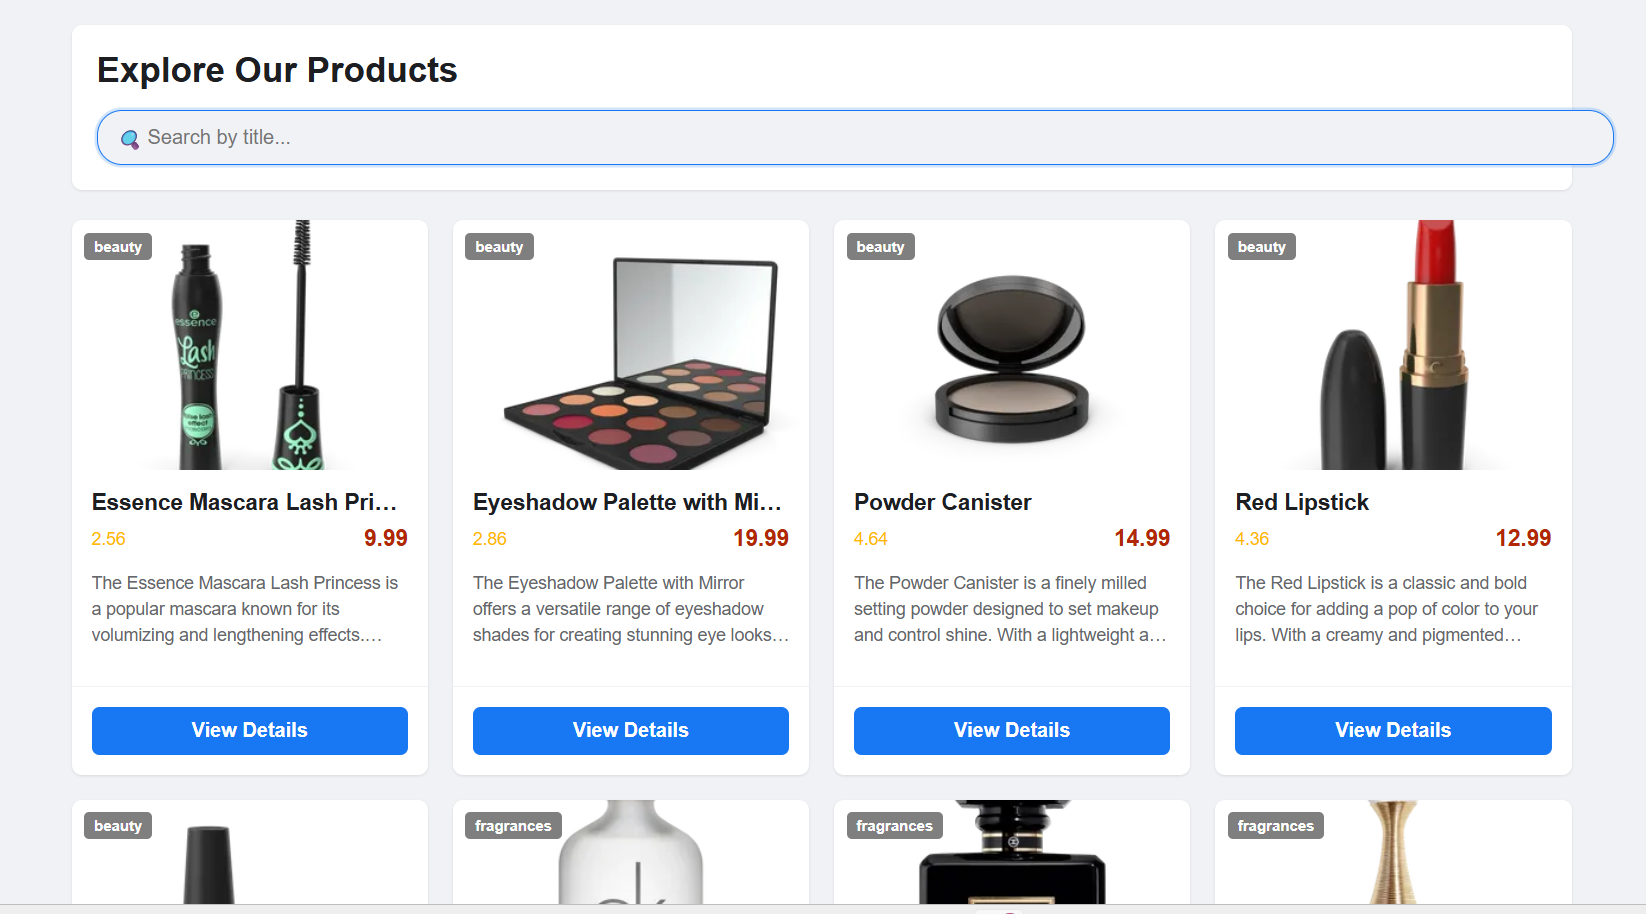 Explore Our Products
Search by title...
beauty
beauty
beauty
beauty
essence
Lash
PRINCESS
false lash
effect
Essence Mascara Lash Pri...
Eyeshadow Palette with Mi...
Powder Canister
Red Lipstick
2.56
9.99
2.86
19.99
4.64
14.99
4.36
12.99
The Essence Mascara Lash Princess is
a popular mascara known for its
volumizing and lengthening effects....
The Eyeshadow Palette with Mirror
offers a versatile range of eyeshadow
shades for creating stunning eye looks...
The Powder Canister is a finely milled
setting powder designed to set makeup
and control shine. With a lightweight a...
The Red Lipstick is a classic and bold
choice for adding a pop of color to your
lips. With a creamy and pigmented...
View Details
View Details
View Details
View Details
beauty
fragrances
fragrances
fragrances
ck